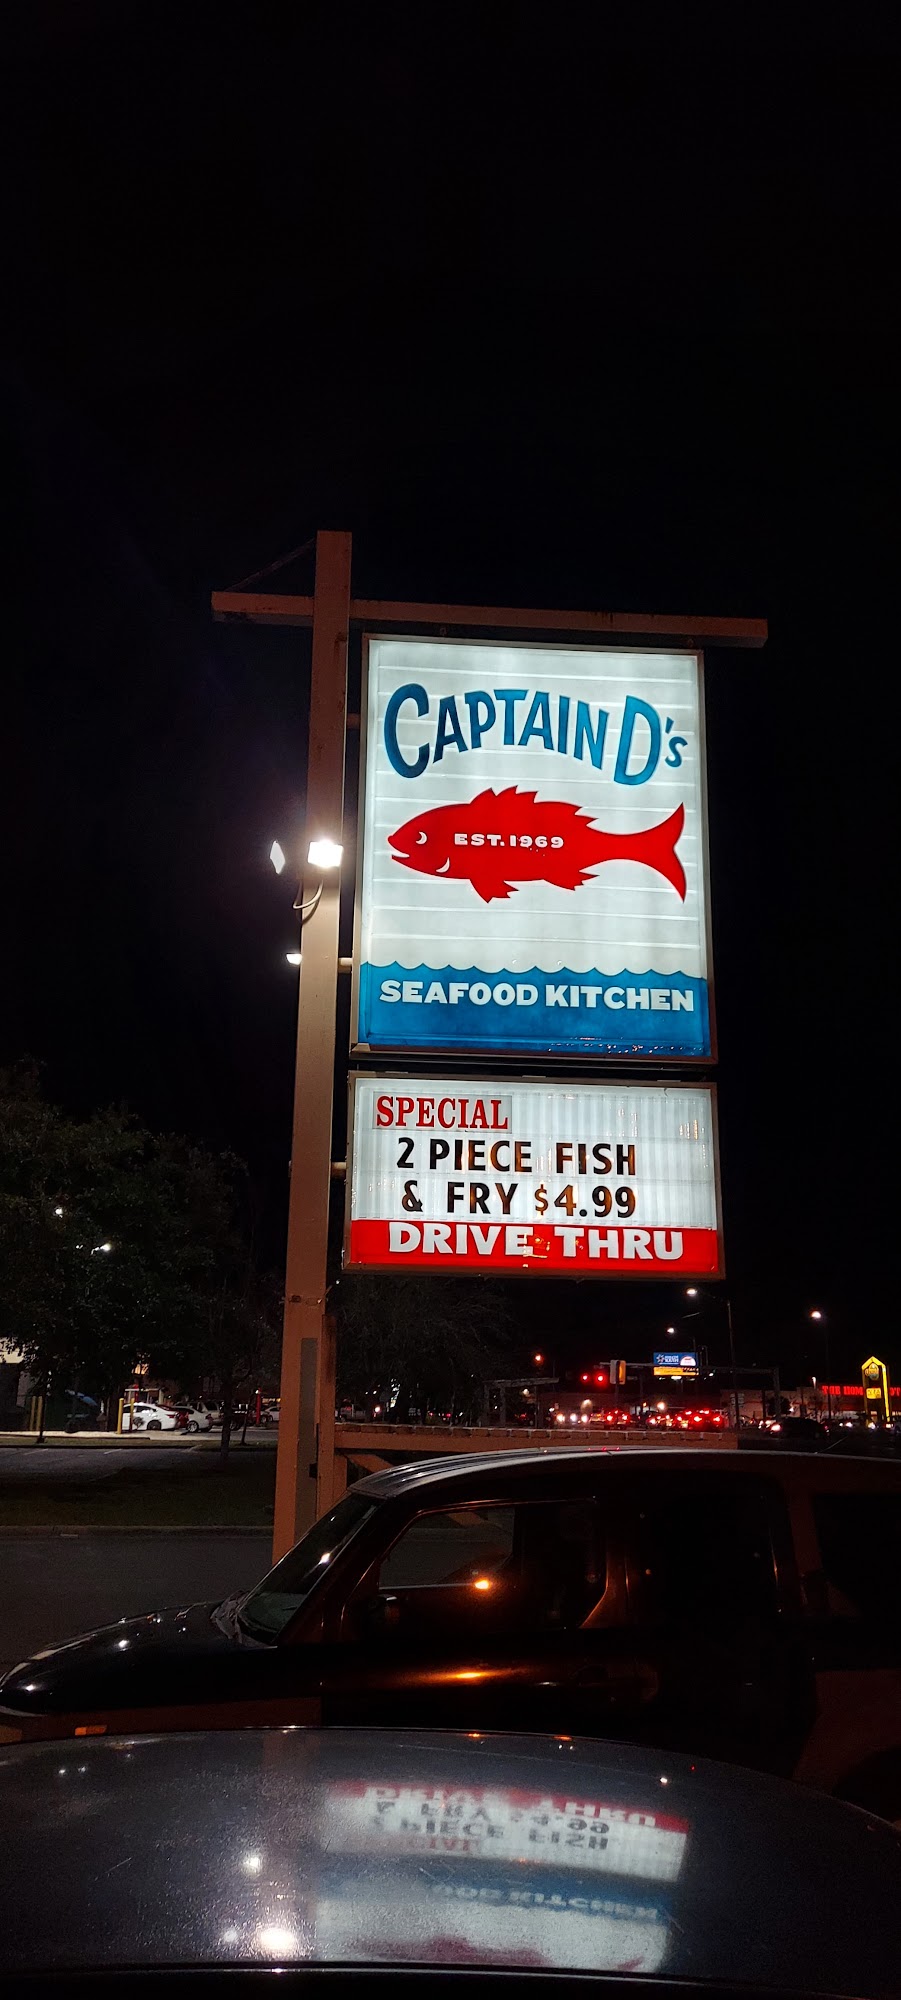 CAPTAIN D's
EST. 1969
SEAFOOD KITCHEN
SPECIAL
2 PIECE FISH
& FRY $4.99
DRIVE THRU